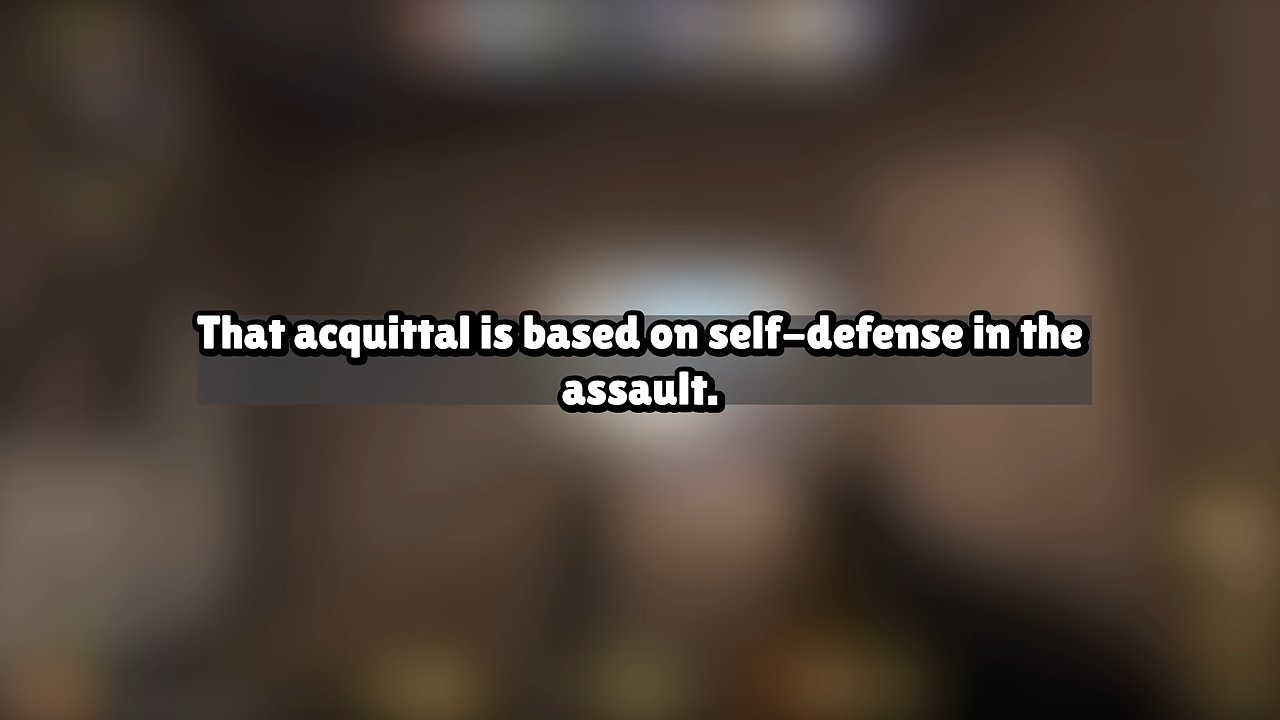 That acquittal is based on self-defense in the
assault.